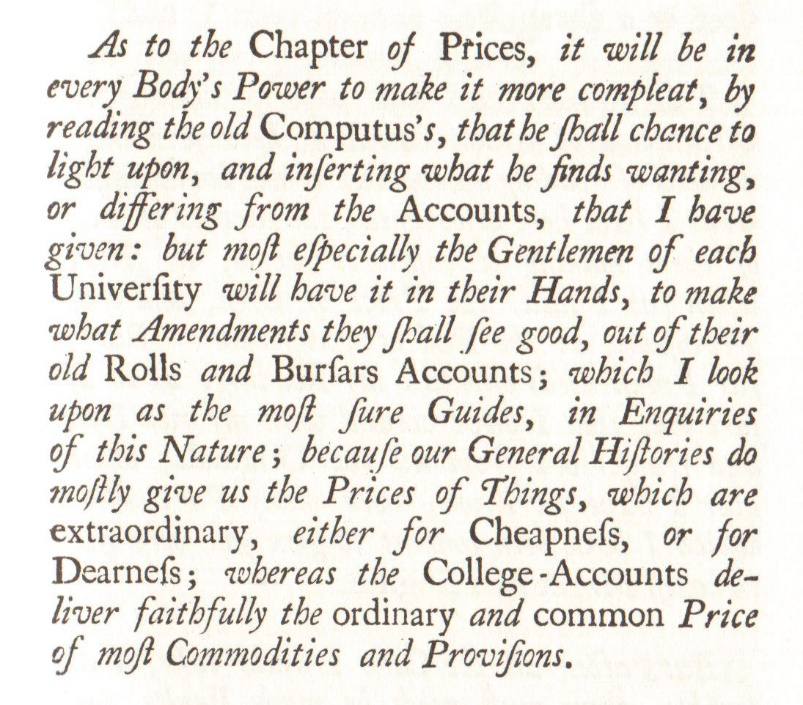 As to the Chapter of Prices, it will be in
every Body's Power to make it more compleat, by
reading the old Computus's, that he ſhall chance to
light upon, and inſerting what he finds wanting,
or differing from the Accounts, that I have
given: but moſt eſpecially the Gentlemen of each
Univerſity will have it in their Hands, to make
what Amendments they ſhall ſee good, out of their
old Rolls and Burſars Accounts; which I look
upon as the moſt ſure Guides, in Enquiries
of this Nature; becauſe our General Hiſtories do
moſtly give us the Prices of Things, which are
extraordinary, either for Cheapneſs, or for
Dearneſs; whereas the College-Accounts de-
liver faithfully the ordinary and common Price
of moſt Commodities and Proviſions.